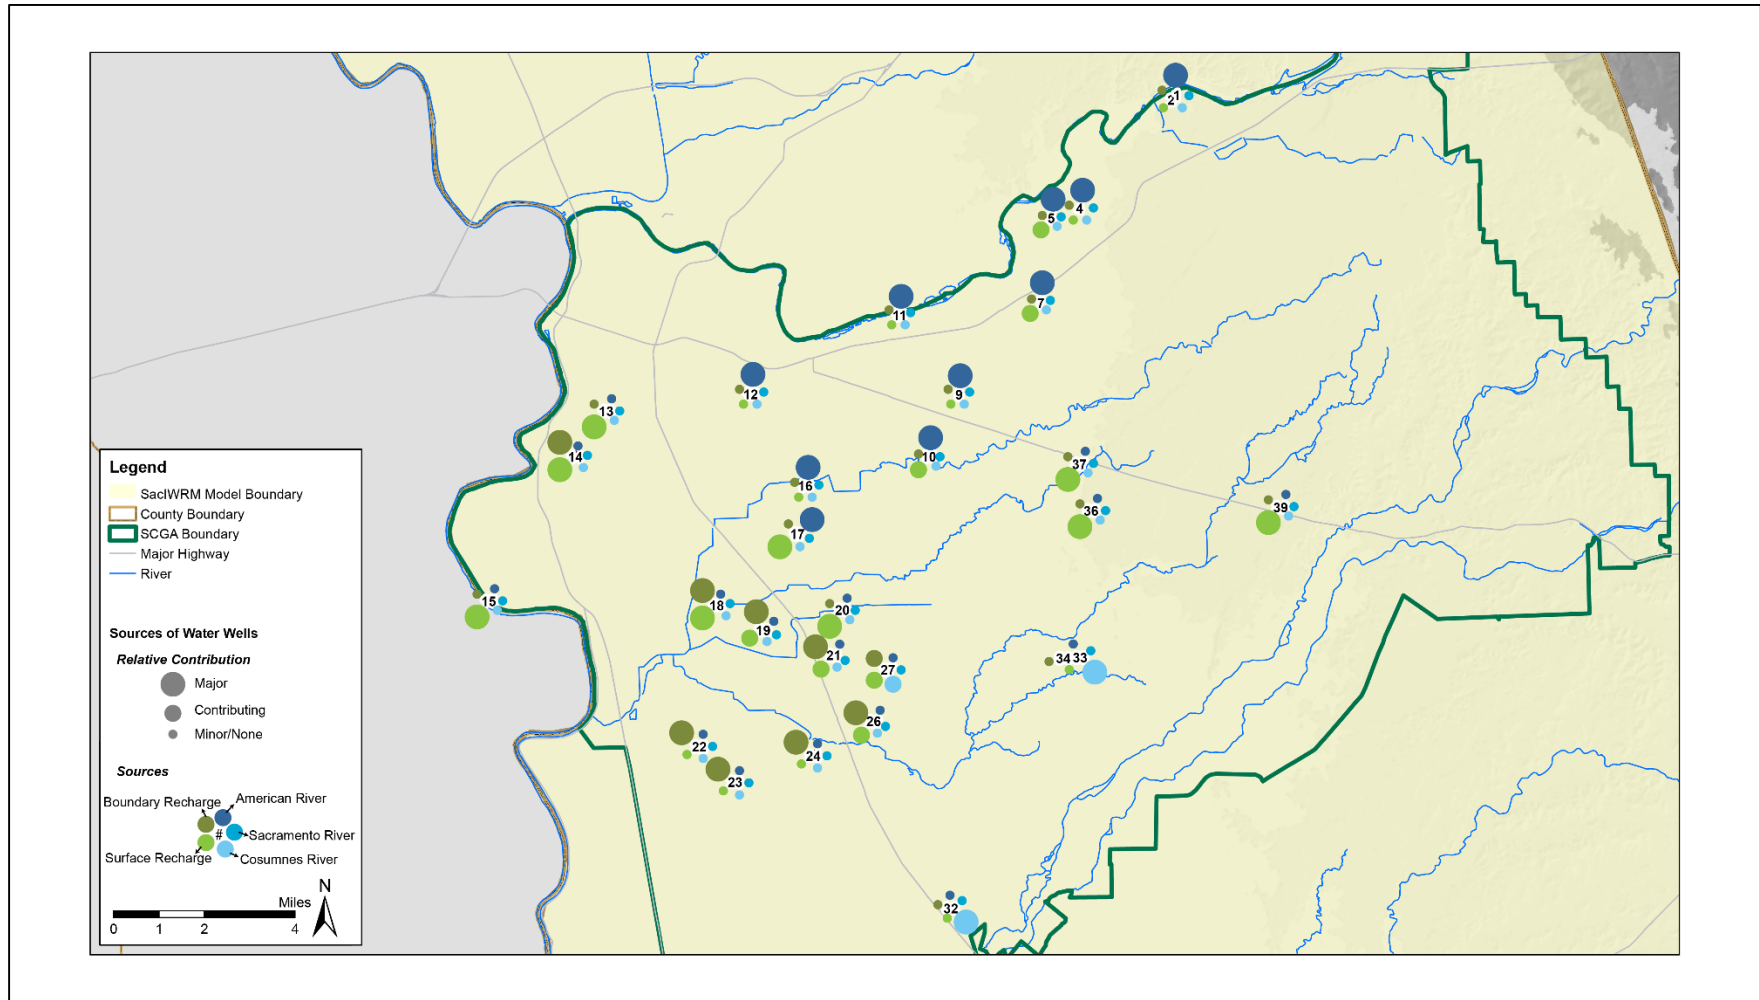 21
5
4
7
11
12
9
13
14
10
37
16
36
39
17
15
18
20
19
21
27
34 33
26
22
24
23
32
Legend
SacIWRM Model Boundary
County Boundary
SCGA Boundary
Major Highway
River
Sources of Water Wells
Relative Contribution
Major
Contributing
Minor/None
Sources
Boundary Recharge
American River
#
Sacramento River
Surface Recharge
Cosumnes River
N
Miles
0 1 2 4